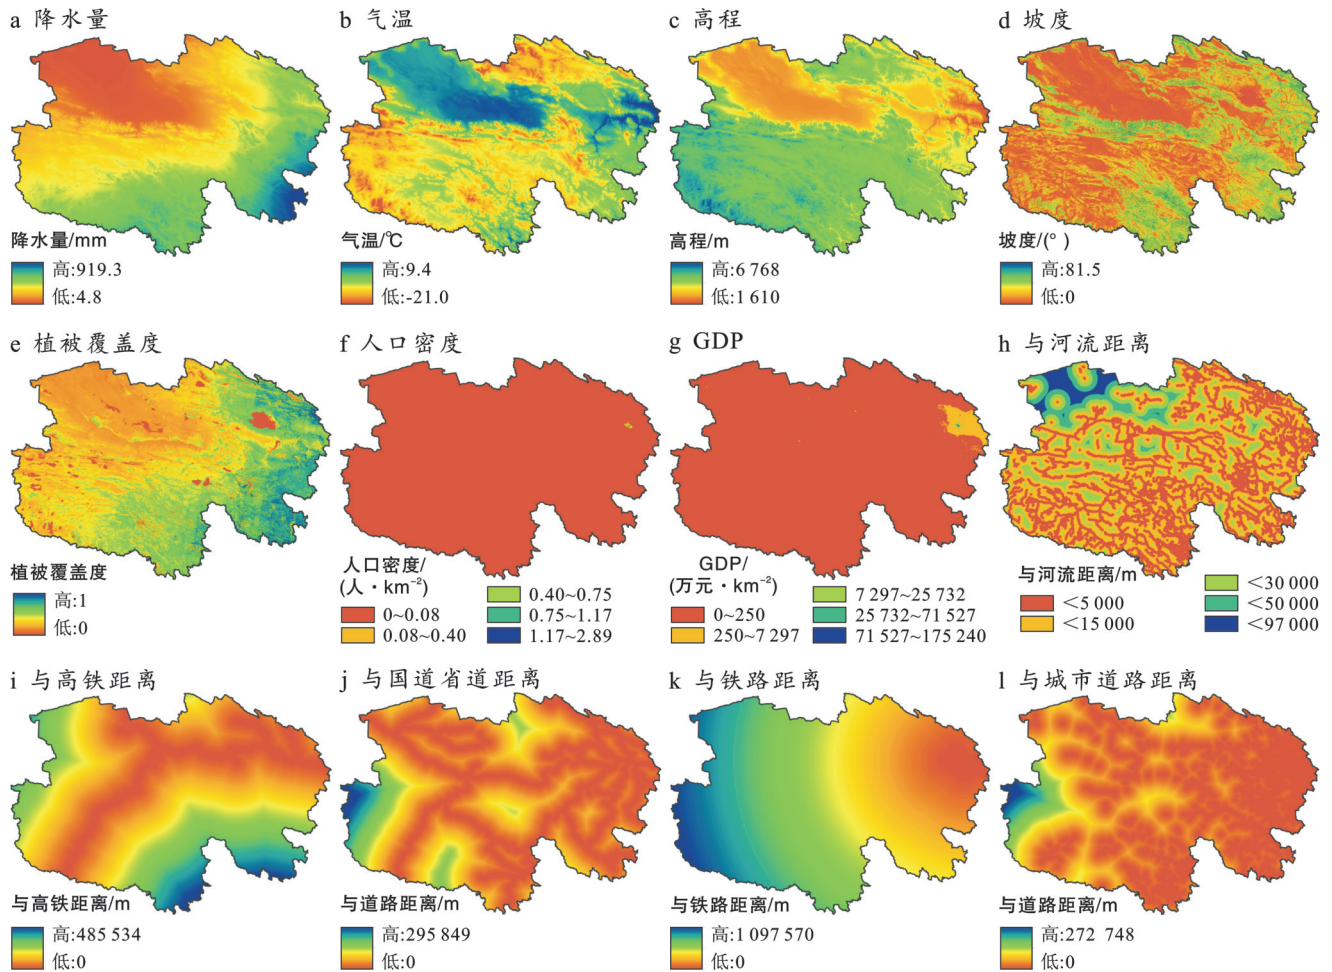 a 降水量
b 气温
c 高程
d 坡度
降水量/mm
高:919.3
低:4.8
气温/℃
高:9.4
低:-21.0
高程/m
高:6 768
低:1 610
坡度/(°)
高:81.5
低:0
e 植被覆盖度
f 人口密度
g GDP
h 与河流距离
植被覆盖度
高:1
低:0
人口密度/
(人·km⁻²)
0~0.08
0.08~0.40
0.40~0.75
0.75~1.17
1.17~2.89
GDP/
(万元·km⁻²)
0~250
250~7 297
7 297~25 732
25 732~71 527
71 527~175 240
与河流距离/m
<5 000
<15 000
<30 000
<50 000
<97 000
i 与高铁距离
j 与国道省道距离
k 与铁路距离
l 与城市道路距离
与高铁距离/m
高:485 534
低:0
与道路距离/m
高:295 849
低:0
与铁路距离/m
高:1 097 570
低:0
与道路距离/m
高:272 748
低:0